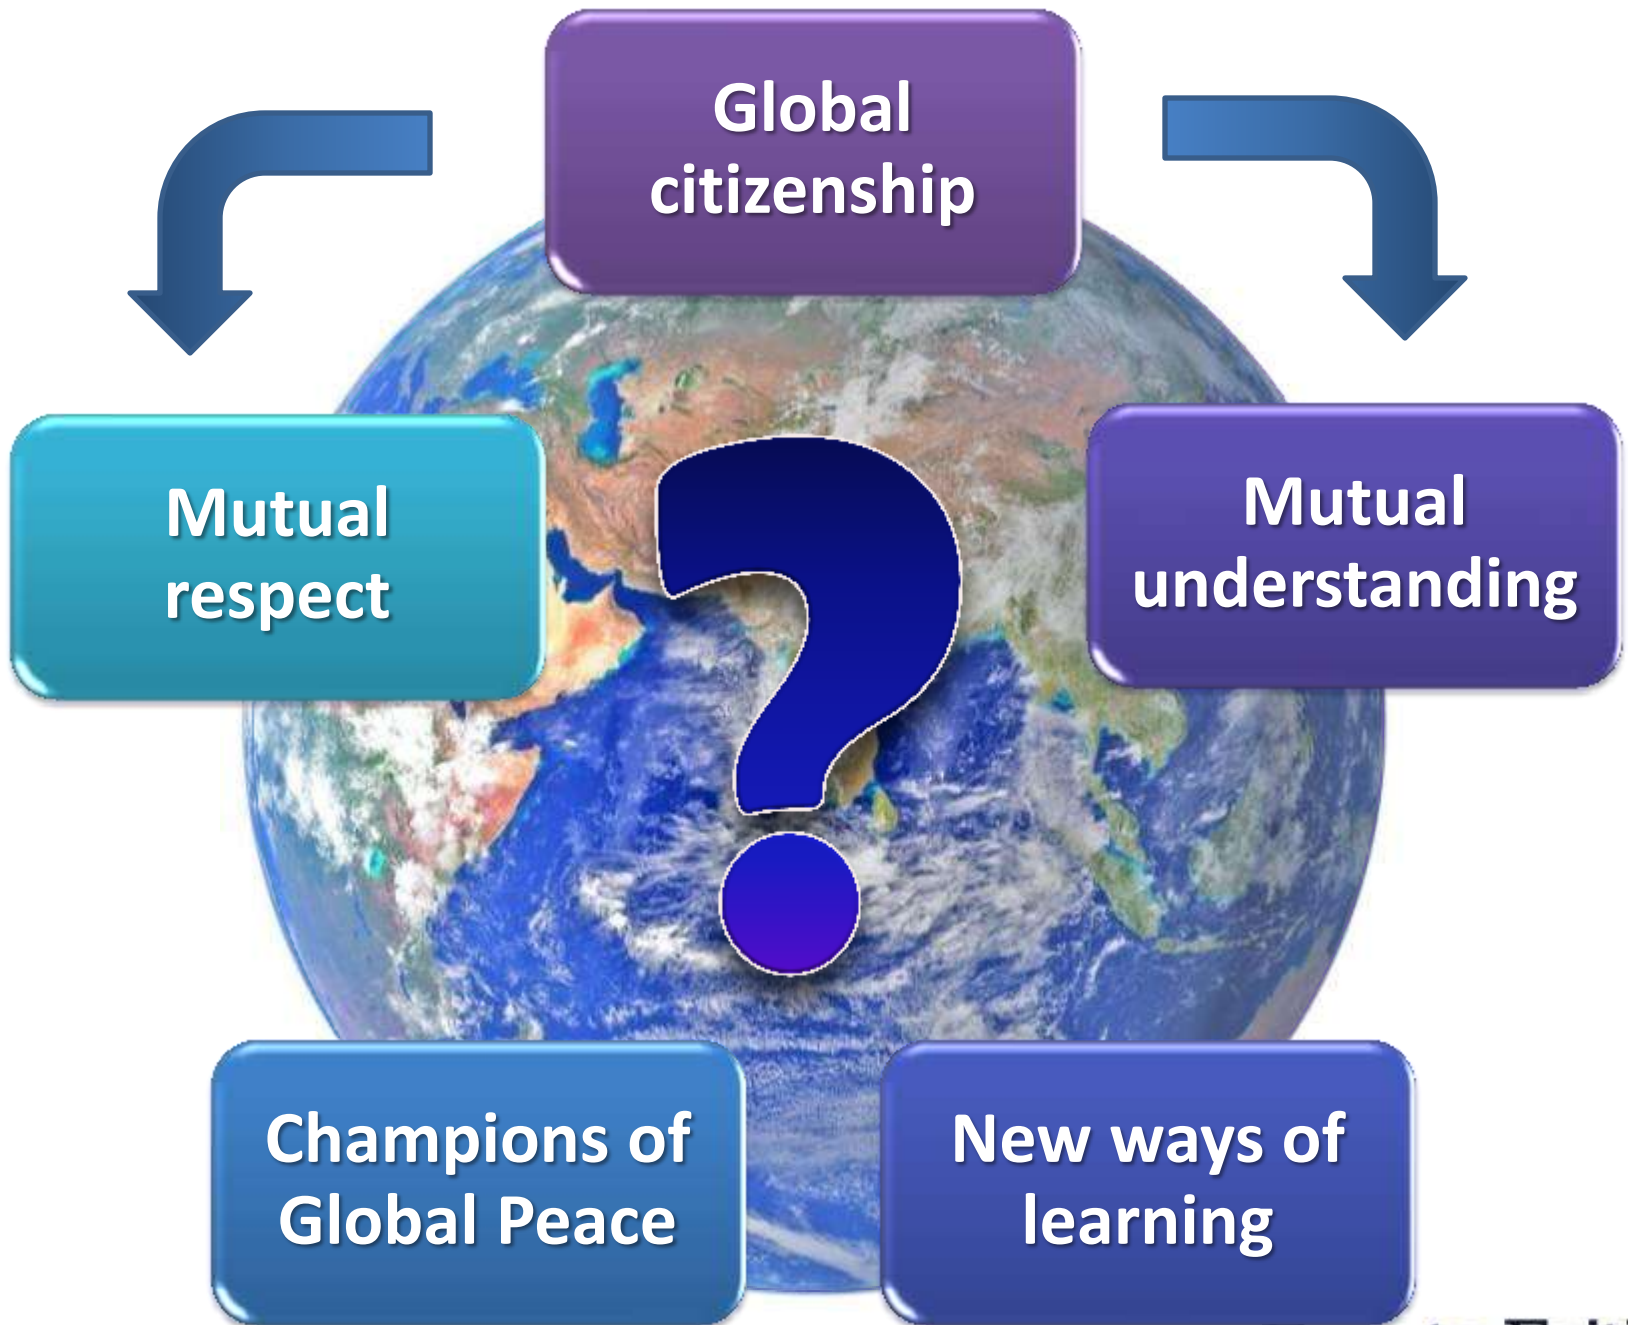 Global
citizenship
Mutual
respect
Mutual
understanding
Champions of
Global Peace
New ways of
learning